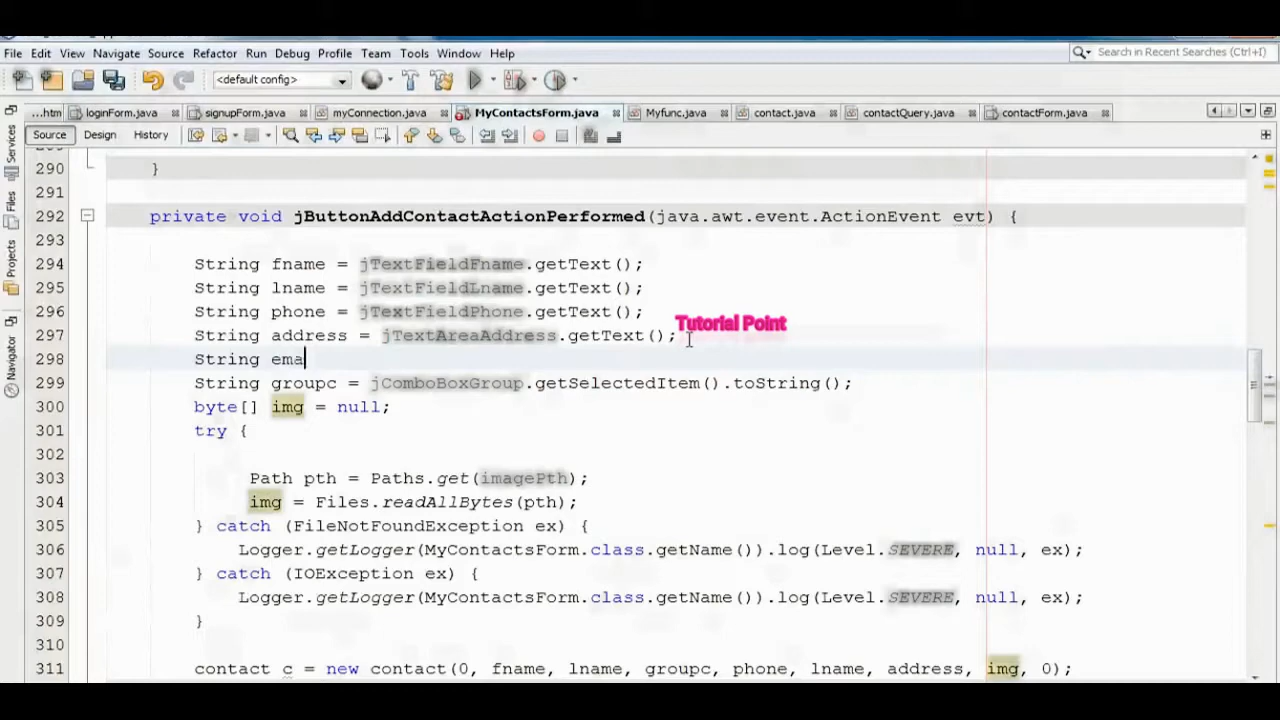 File Edit View Navigate Source Refactor Run Debug Profile Team Tools Window Help
Search in Recent Searches (Ctrl+I)
<default config>
...htm loginForm.java signupForm.java myConnection.java MyContactsForm.java Myfunc.java contact.java contactQuery.java contactForm.java
Source Design History
Services
Files
Projects
Navigator
290 }
291
292 private void jButtonAddContactActionPerformed(java.awt.event.ActionEvent evt) {
293
294 String fname = jTextFieldFname.getText();
295 String lname = jTextFieldLname.getText();
296 String phone = jTextFieldPhone.getText();
Tutorial Point
297 String address = jTextAreaAddress.getText();
298 String ema
299 String groupc = jComboBoxGroup.getSelectedItem().toString();
300 byte[] img = null;
301 try {
302
303 Path pth = Paths.get(imagePth);
304 img = Files.readAllBytes(pth);
305 } catch (FileNotFoundException ex) {
306 Logger.getLogger(MyContactsForm.class.getName()).log(Level.SEVERE, null, ex);
307 } catch (IOException ex) {
308 Logger.getLogger(MyContactsForm.class.getName()).log(Level.SEVERE, null, ex);
309 }
310
311 contact c = new contact(0, fname, lname, groupc, phone, lname, address, img, 0);